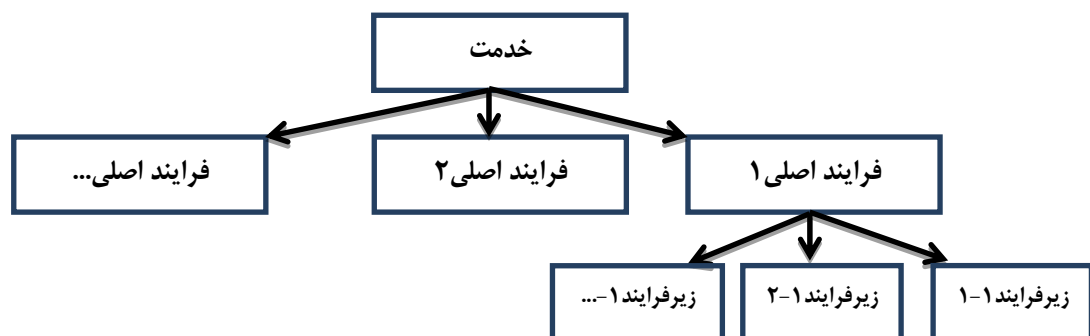 خدمت
فرایند اصلی۱
فرایند اصلی۲
فرایند اصلی...
زیرفرایند۱-۱
زیرفرایند۱-۲
زیرفرایند۱-...